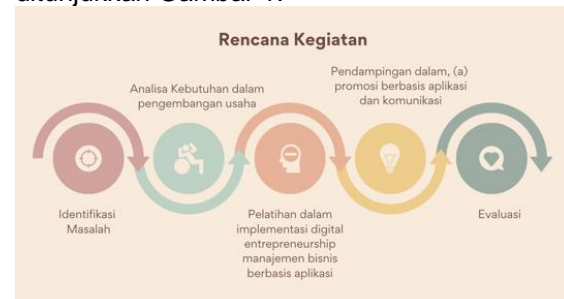 Rencana Kegiatan
Analisa Kebutuhan dalam
pengembangan usaha
Pendampingan dalam, (a)
promosi berbasis aplikasi
dan komunikasi
Identifikasi
Masalah
Pelatihan dalam
implementasi digital
entrepreneurship
manajemen bisnis
berbasis aplikasi
Evaluasi